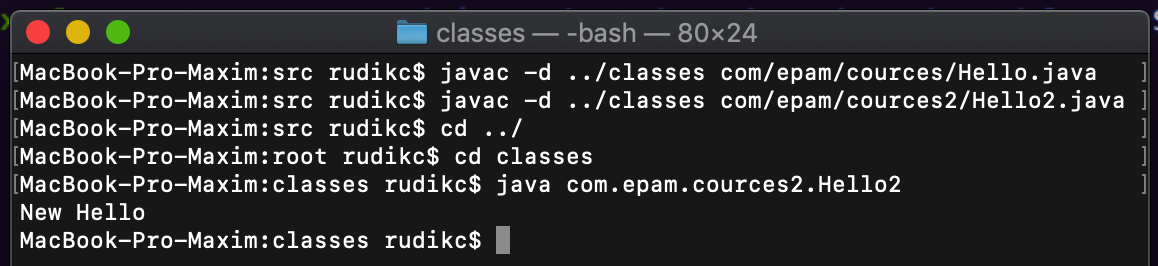 classes — -bash — 80×24
[MacBook-Pro-Maxim:src rudikc$ javac -d ../classes com/epam/cources/Hello.java ]
[MacBook-Pro-Maxim:src rudikc$ javac -d ../classes com/epam/cources2/Hello2.java ]
[MacBook-Pro-Maxim:src rudikc$ cd ../ ]
[MacBook-Pro-Maxim:root rudikc$ cd classes ]
[MacBook-Pro-Maxim:classes rudikc$ java com.epam.cources2.Hello2 ]
New Hello
MacBook-Pro-Maxim:classes rudikc$